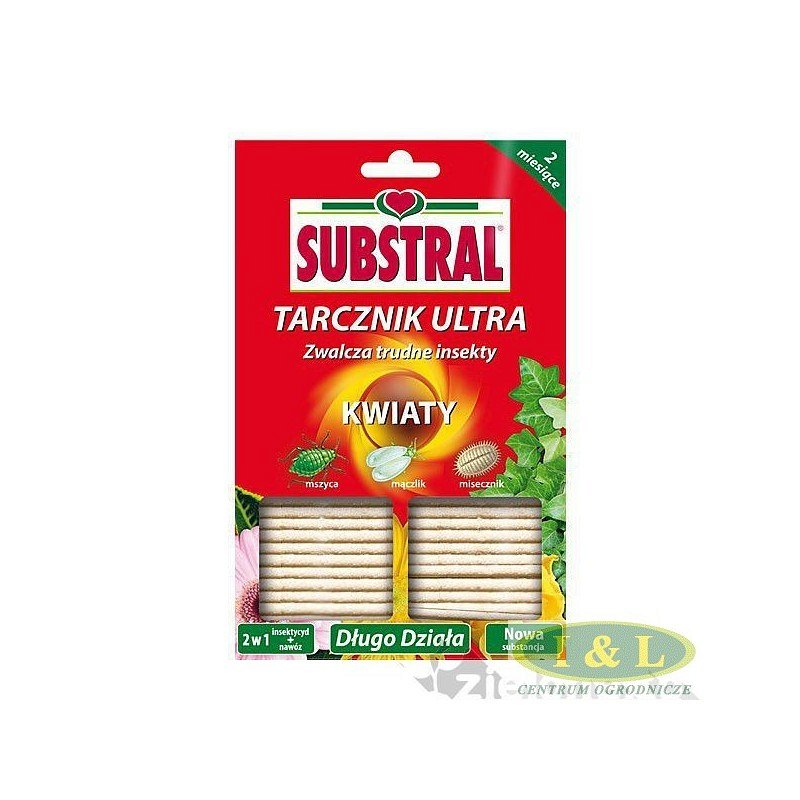 2
miesiące
SUBSTRAL®
TARCZNIK ULTRA
Zwalcza trudne insekty
KWIATY
mszyca
mączlik
misecznik
2 w 1
insektycyd
+
nawóz
Długo Działa
Nowa
substancja
I & L
CENTRUM OGRODNICZE